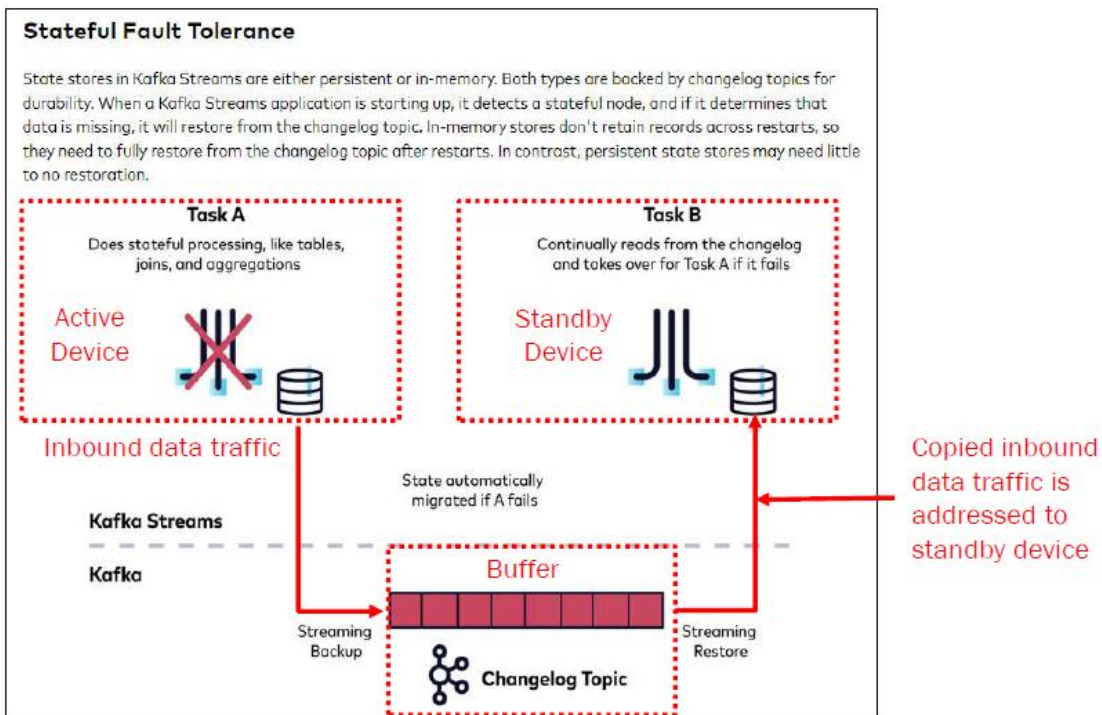 Stateful Fault Tolerance
State stores in Kafka Streams are either persistent or in-memory. Both types are backed by changelog topics for
durability. When a Kafka Streams application is starting up, it detects a stateful node, and if it determines that
data is missing, it will restore from the changelog topic. In-memory stores don't retain records across restarts, so
they need to fully restore from the changelog topic after restarts. In contrast, persistent state stores may need little
to no restoration.
Task A
Does stateful processing, like tables,
joins, and aggregations
Active
Device
Task B
Continually reads from the changelog
and takes over for Task A if it fails
Standby
Device
Inbound data traffic
Copied inbound
data traffic is
addressed to
standby device
State automatically
migrated if A fails
Kafka Streams
Kafka
Buffer
Streaming
Backup
Streaming
Restore
Changelog Topic